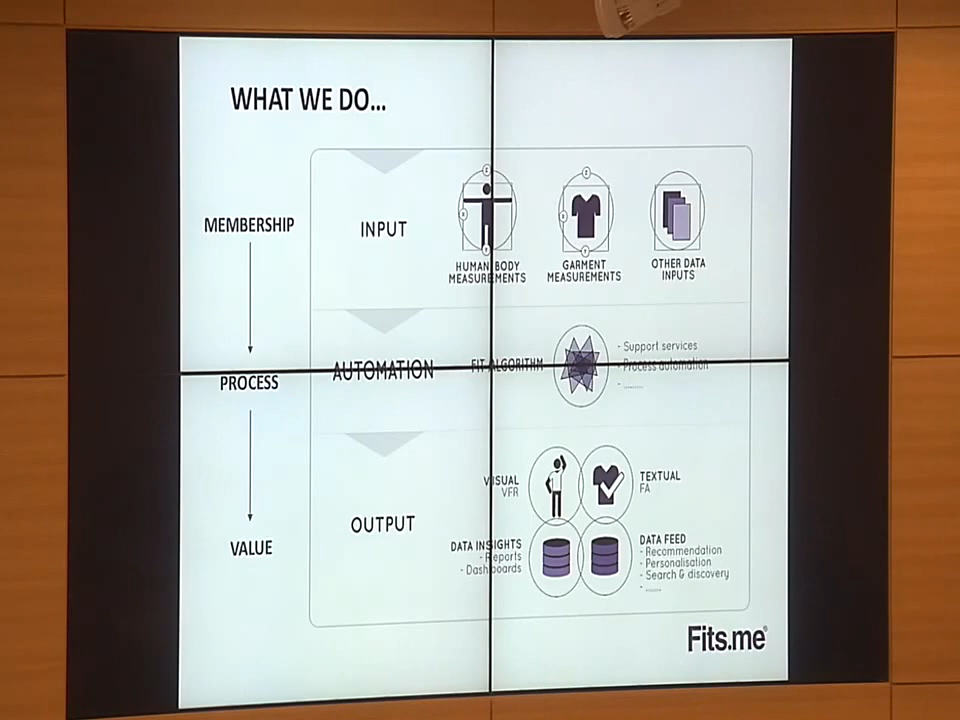 WHAT WE DO...
MEMBERSHIP
PROCESS
VALUE
INPUT
HUMAN BODY
MEASUREMENTS
GARMENT
MEASUREMENTS
OTHER DATA
INPUTS
AUTOMATION
FIT ALGORITHM
- Support services
- Process automation
- ......
OUTPUT
VISUAL
VFR
TEXTUAL
FA
DATA INSIGHTS
- Reports
- Dashboards
DATA FEED
- Recommendation
- Personalisation
- Search & discovery
- ......
Fits.me®